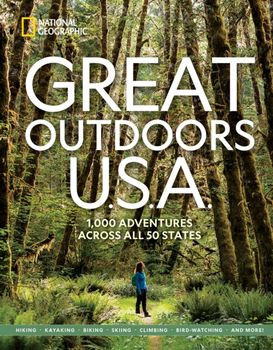 NATIONAL
GEOGRAPHIC
GREAT
OUTDOORS
U.S.A.
1,000 ADVENTURES
ACROSS ALL 50 STATES
HIKING · KAYAKING · BIKING · SKIING · CLIMBING · BIRD-WATCHING · AND MORE!